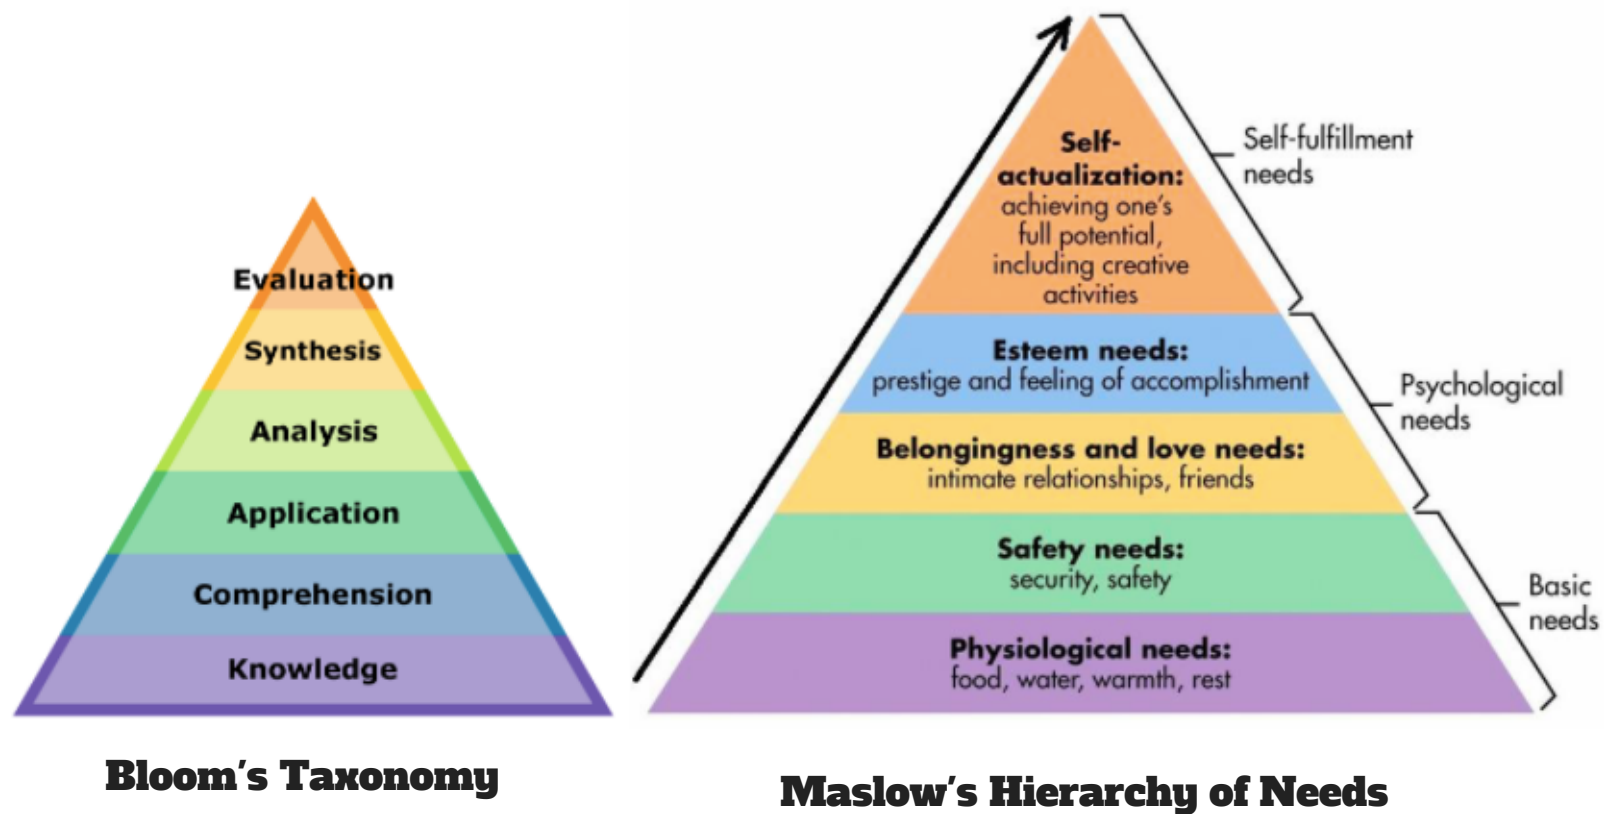 Evaluation
Synthesis
Analysis
Application
Comprehension
Knowledge
Bloom's Taxonomy
Self-
actualization:
achieving one's
full potential,
including creative
activities
Esteem needs:
prestige and feeling of accomplishment
Belongingness and love needs:
intimate relationships, friends
Safety needs:
security, safety
Physiological needs:
food, water, warmth, rest
Self-fulfillment
needs
Psychological
needs
Basic
needs
Maslow's Hierarchy of Needs